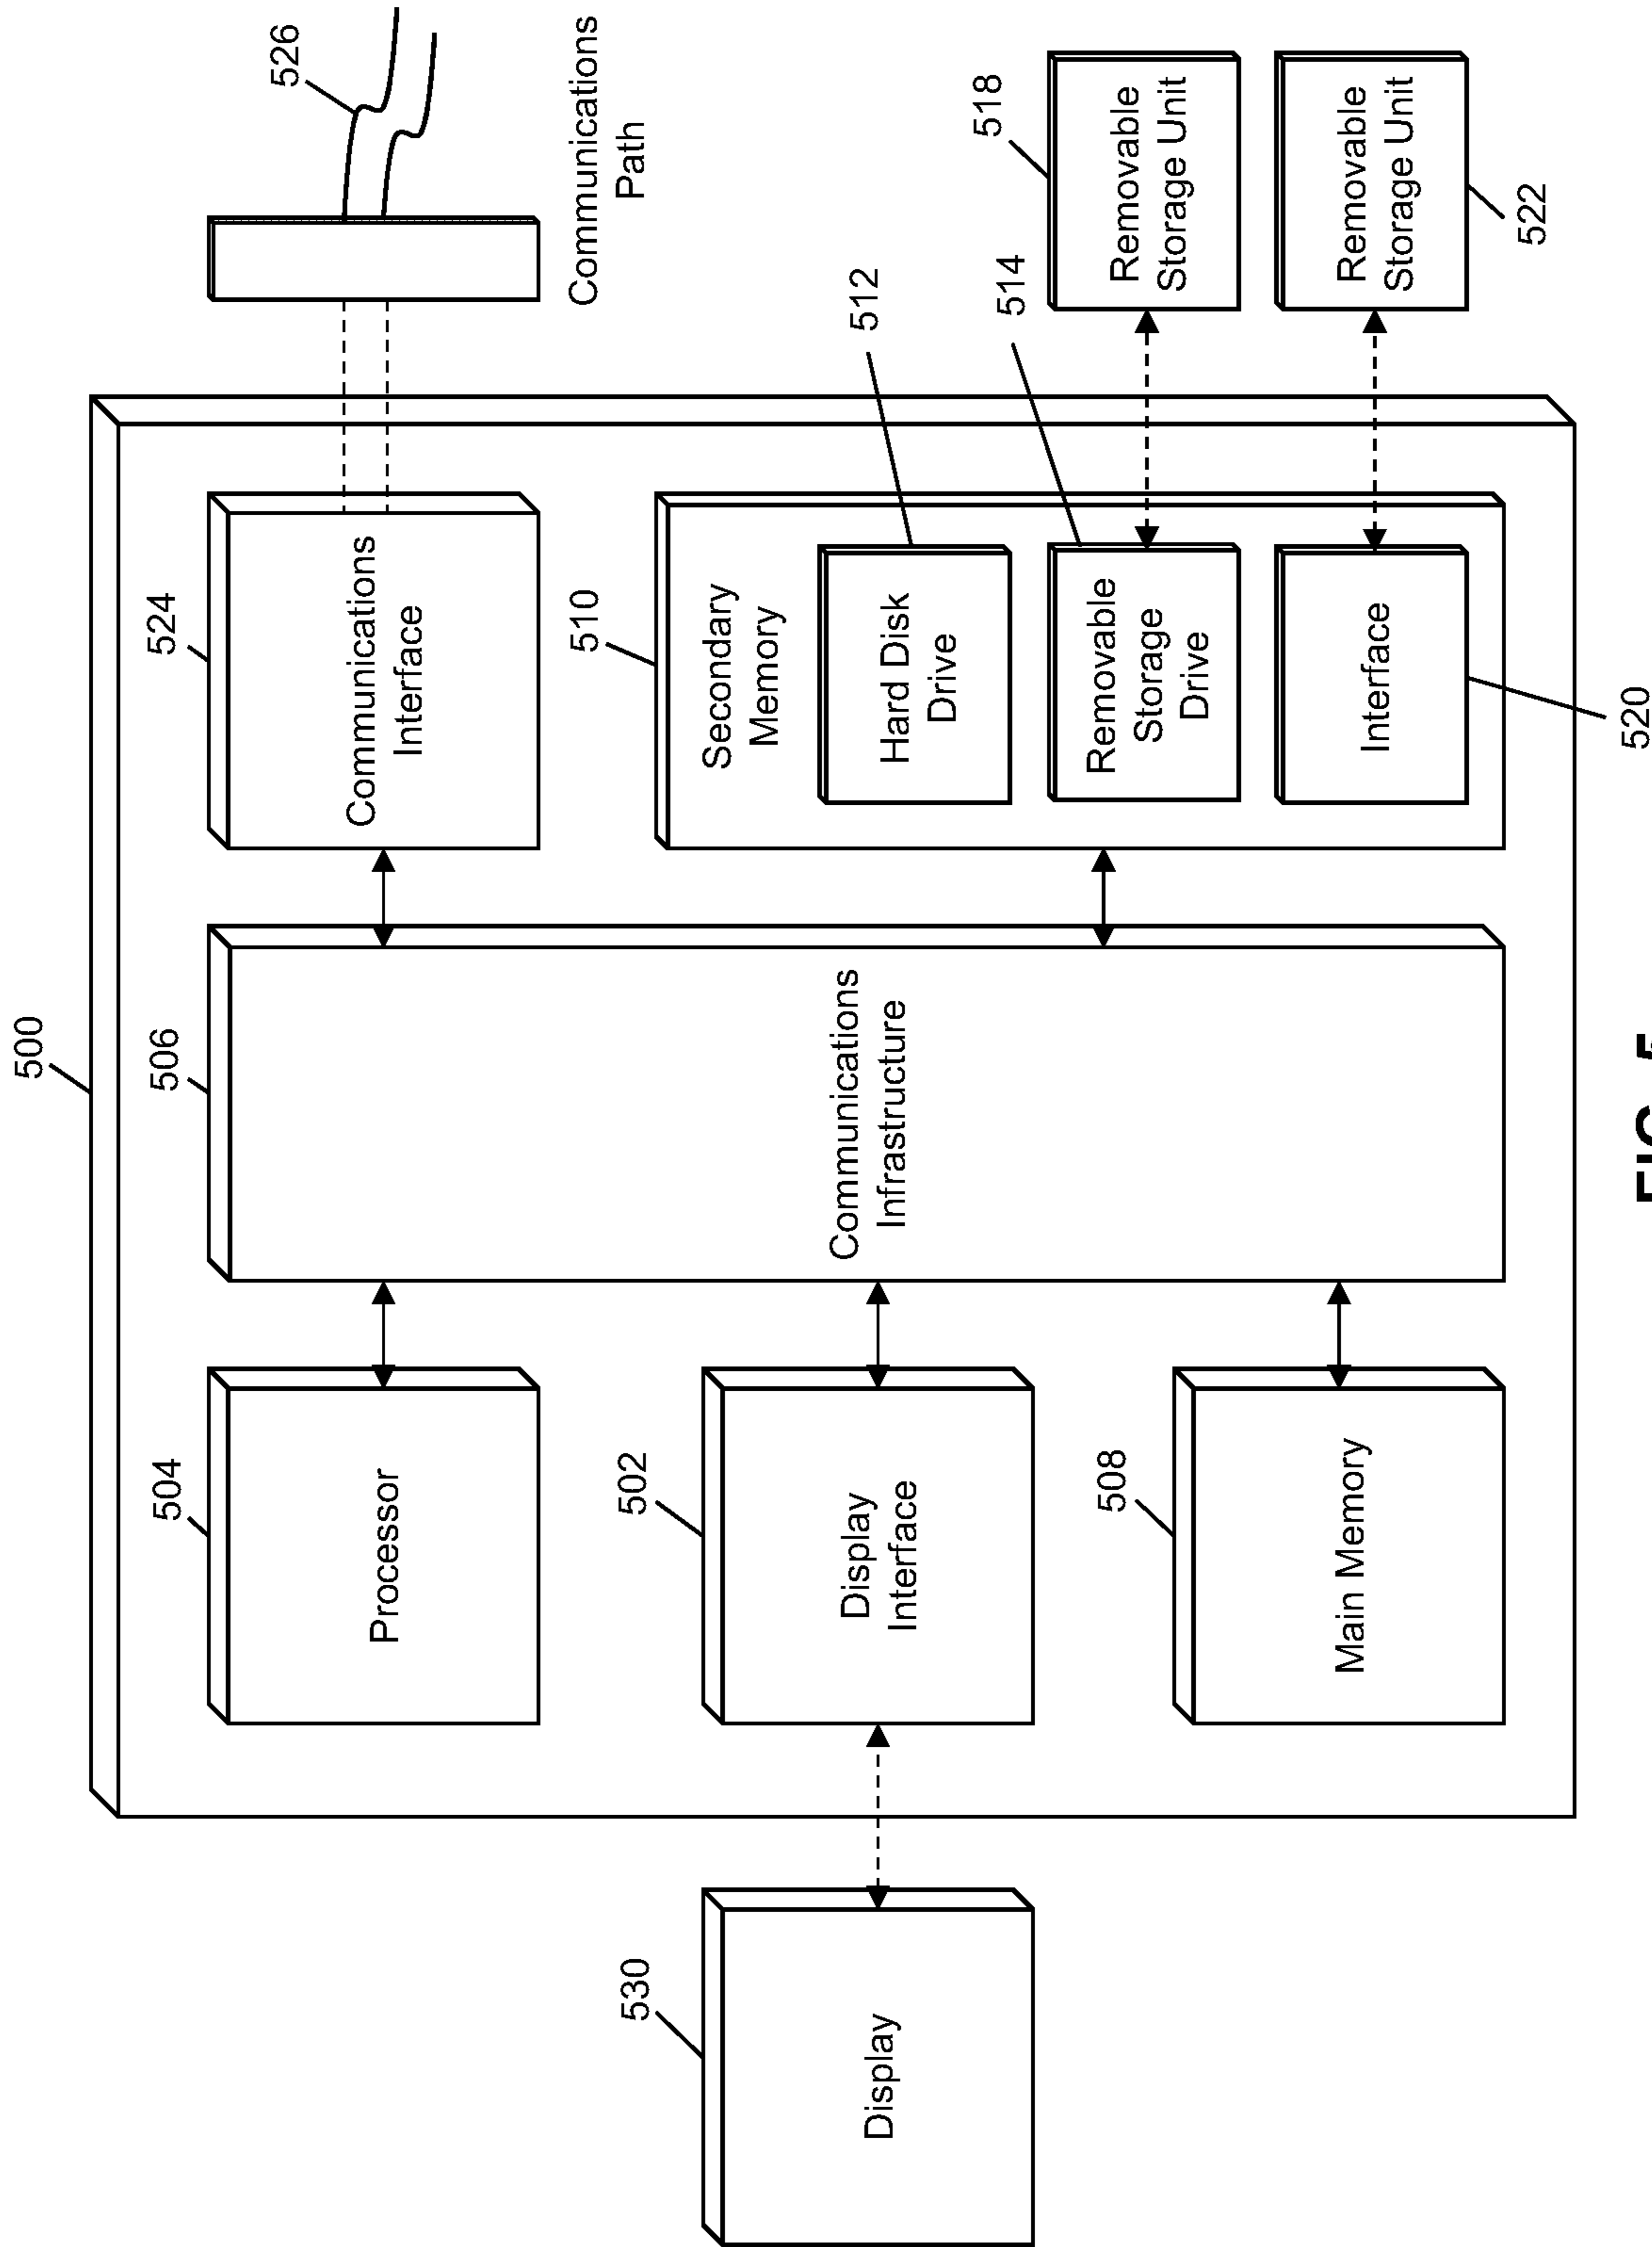 500
504
Processor
506
524
Communications
Interface
526
Communications
Path
530
Display
502
Display
Interface
Communications
Infrastructure
510
Secondary
Memory
512
Hard Disk
Drive
514
Removable
Storage
Drive
518
Removable
Storage Unit
508
Main Memory
Interface
520
Removable
Storage Unit
522
FIG. 5